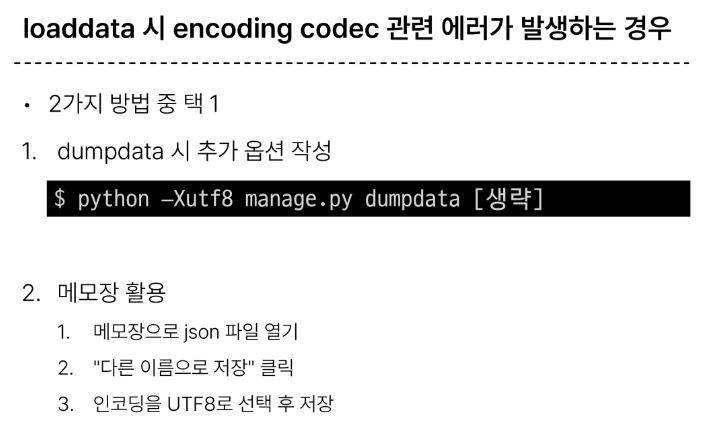 loaddata 시 encoding codec 관련 에러가 발생하는 경우
• 2가지 방법 중 택 1
1. dumpdata 시 추가 옵션 작성
$ python –Xutf8 manage.py dumpdata [생략]
2. 메모장 활용
1. 메모장으로 json 파일 열기
2. "다른 이름으로 저장" 클릭
3. 인코딩을 UTF8로 선택 후 저장